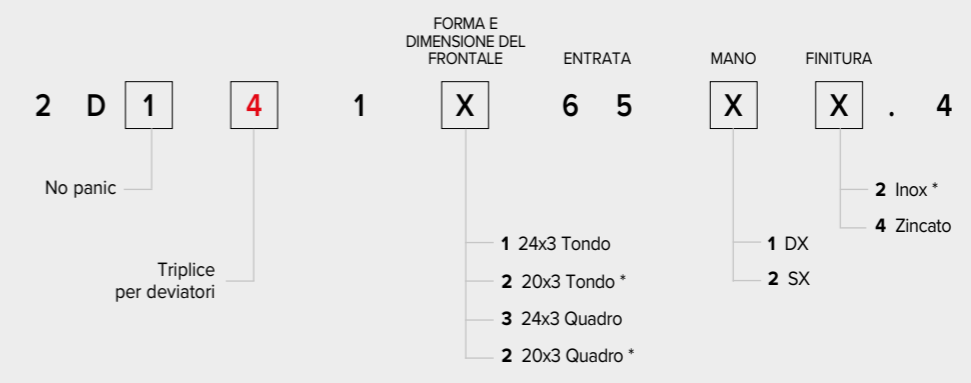 FORMA E
DIMENSIONE DEL
FRONTALE
ENTRATA
MANO
FINITURA
2 D 1 4 1 X 6 5 X X . 4
No panic
Triplice
per deviatori
1 24x3 Tondo
2 20x3 Tondo *
3 24x3 Quadro
2 20x3 Quadro *
1 DX
2 SX
2 Inox *
4 Zincato